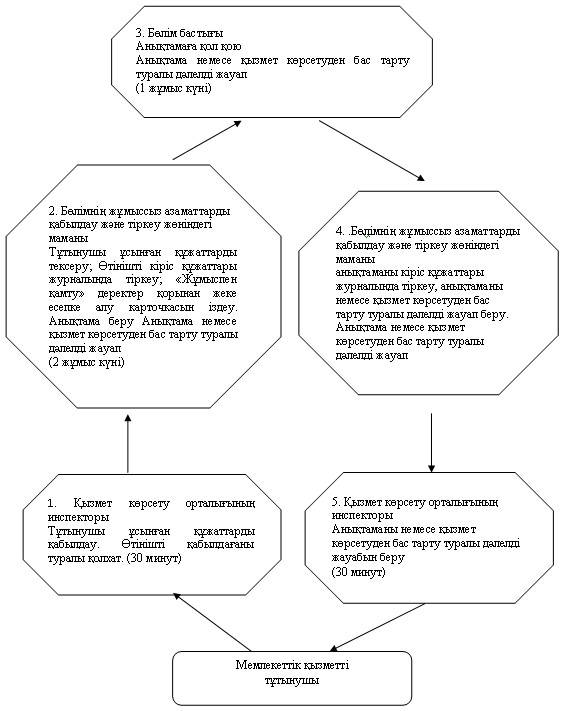 3. Бөлім бастығы
Анықтамаға қол қою
Анықтама немесе қызмет көрсетуден бас тарту
туралы дәлелді жауап
(1 жұмыс күні)
2. Бөлімнің жұмыссыз азаматтарды
қабылдау және тіркеу жөніндегі
маманы
Тұтынушы ұсынған құжаттарды
тексеру; Өтінішті кіріс құжаттары
журналында тіркеу; «Жұмыспен
қамту» деректер қорынан жеке
есепке алу карточкасын іздеу.
Анықтама беру Анықтама немесе
қызмет көрсетуден бас тарту туралы
дәлелді жауап
(2 жұмыс күні)
4. .Бөлімнің жұмыссыз азаматтарды
қабылдау және тіркеу жөніндегі
маманы
анықтаманы кіріс құжаттары
журналында тіркеу, анықтаманы
немесе қызмет көрсетуден бас
тарту туралы дәлелді жауап беру.
Анықтама немесе қызмет
көрсетуден бас тарту туралы
дәлелді жауап
1. Қызмет көрсету орталығының
инспекторы
Тұтынушы ұсынған құжаттарды
қабылдау. Өтінішті қабылдағаны
туралы қолхат. (30 минут)
5. Қызмет көрсету орталығының
инспекторы
Анықтаманы немесе қызмет
көрсетуден бас тарту туралы дәлелді
жауабын беру
(30 минут)
Мемлекеттік қызметті
тұтынушы